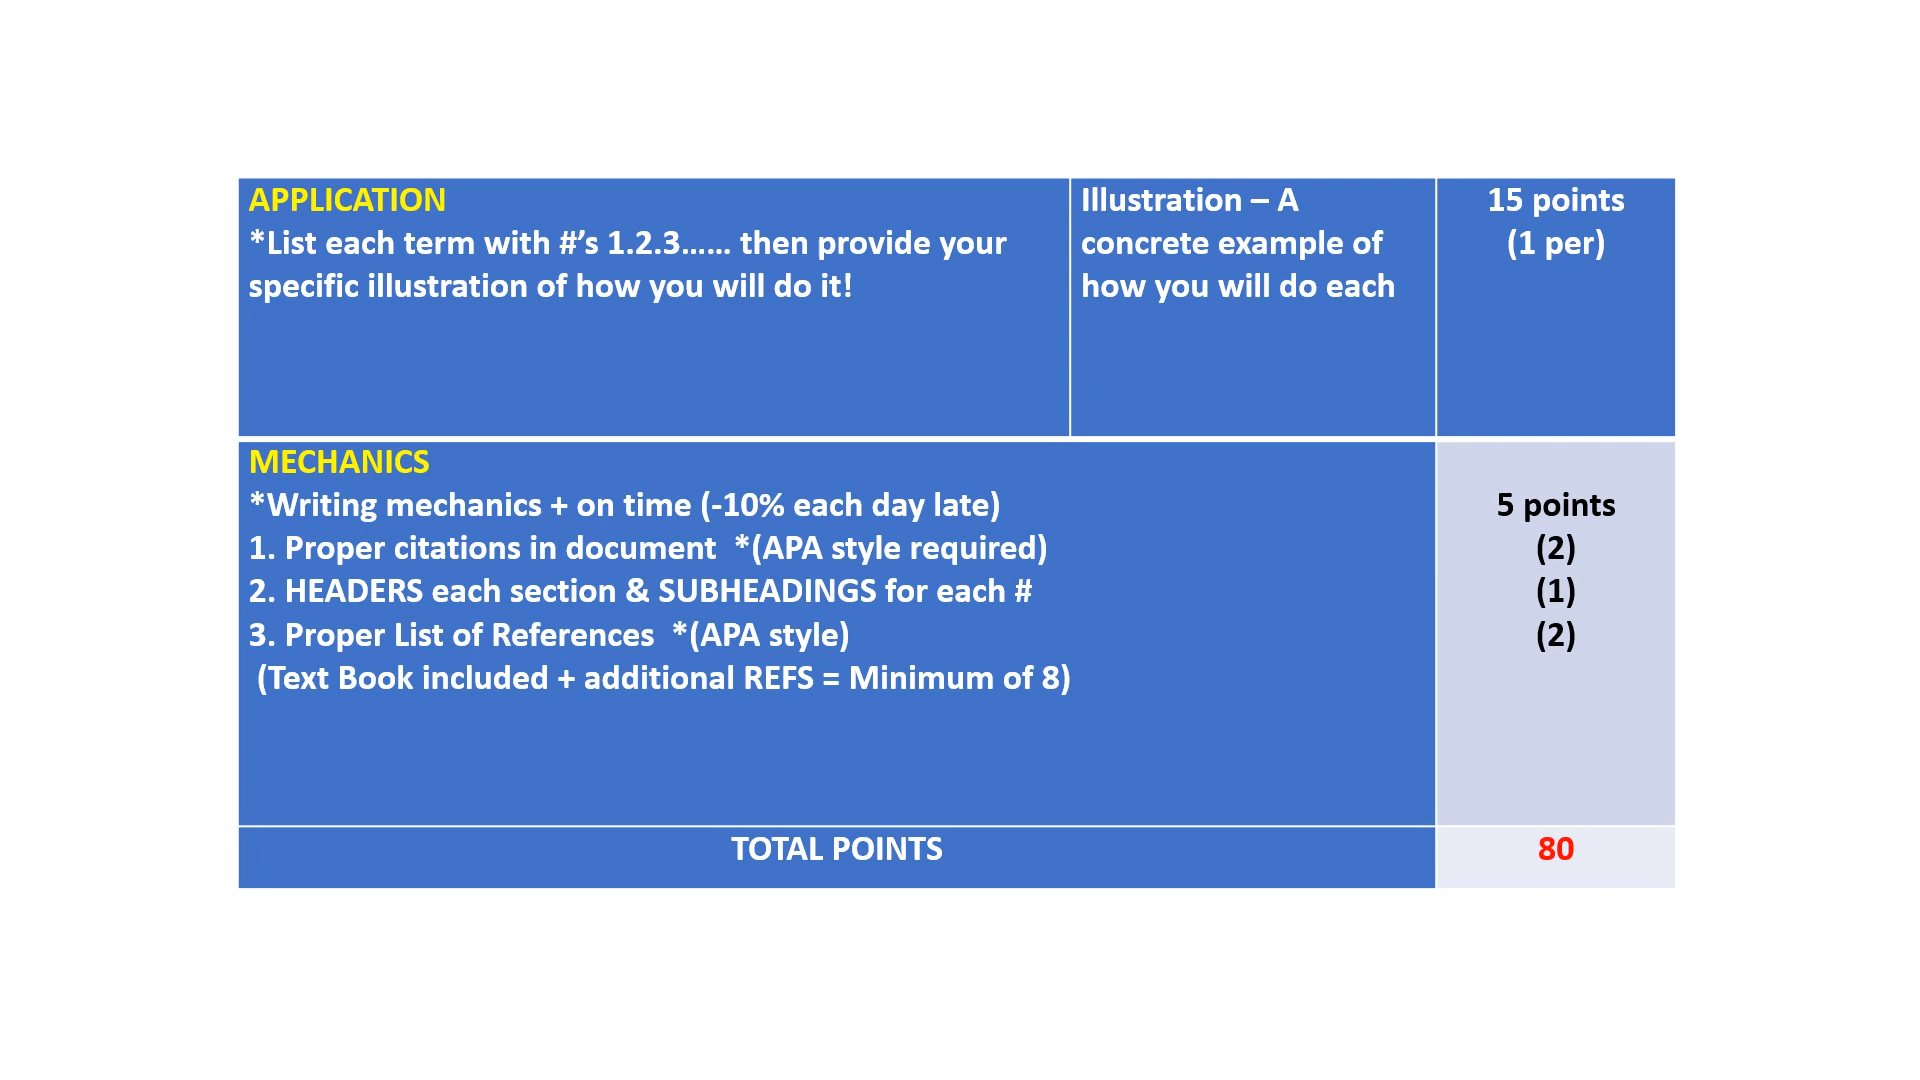 APPLICATION
*List each term with #’s 1.2.3…… then provide your
specific illustration of how you will do it!
Illustration – A
concrete example of
how you will do each
15 points
(1 per)
MECHANICS
*Writing mechanics + on time (-10% each day late)
1. Proper citations in document  *(APA style required)
2. HEADERS each section & SUBHEADINGS for each #
3. Proper List of References  *(APA style)
(Text Book included + additional REFS = Minimum of 8)
5 points
(2)
(1)
(2)
TOTAL POINTS
80